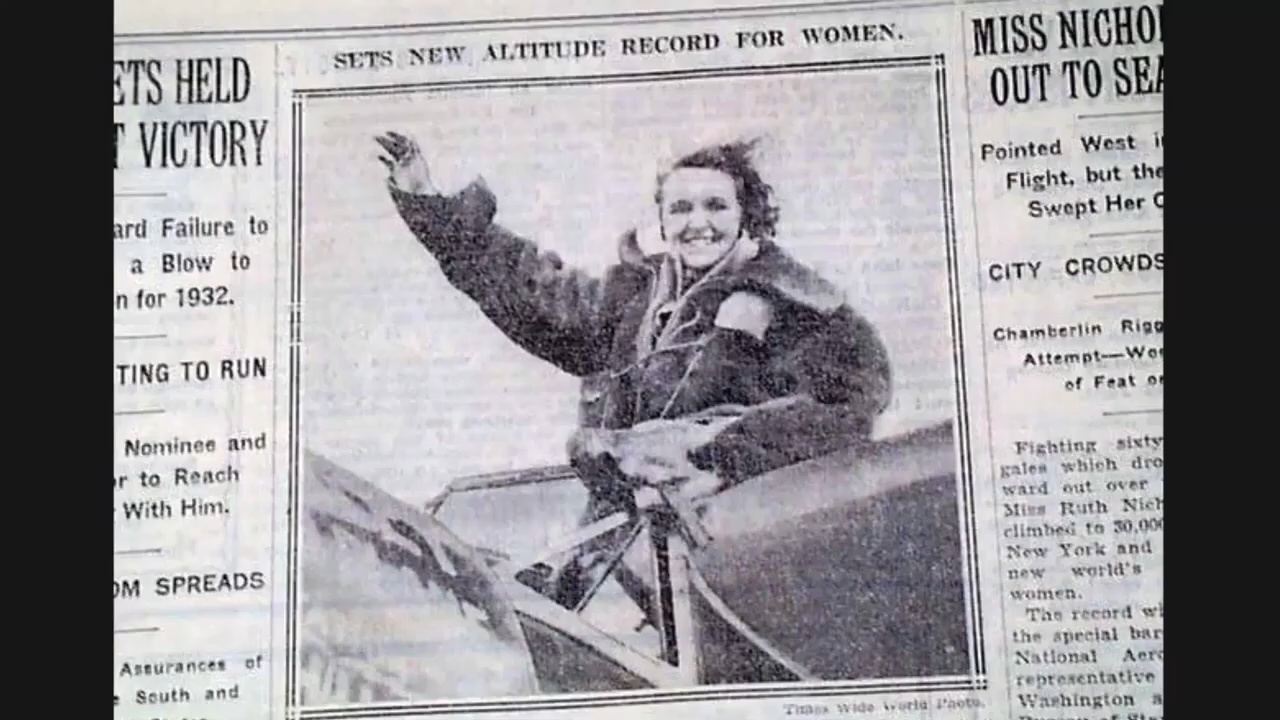 ETS HELD
T VICTORY
ard Failure to
a Blow to
n for 1932.
TING TO RUN
Nominee and
r to Reach
With Him.
OM SPREADS
Assurances of
South and
SETS NEW ALTITUDE RECORD FOR WOMEN.
Times Wide World Photo.
MISS NICHOL
OUT TO SEA
Pointed West i
Flight, but the
Swept Her O
CITY CROWDS
Chamberlin Rigg
Attempt—Wo
of Feat o
Fighting sixty
gales which dro
ward out over
Miss Ruth Nich
climbed to 30,000
New York and
new world's
women.
The record wi
the special bar
National Aero
representative
Washington a